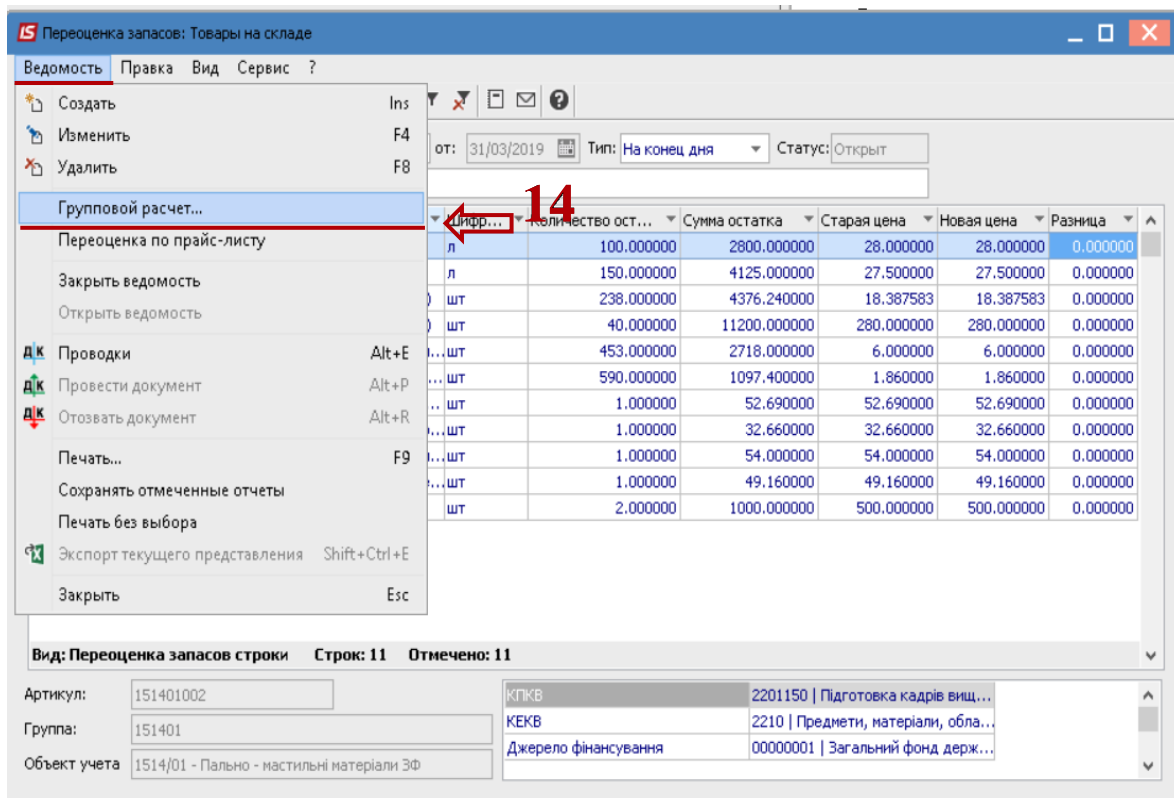 Переоценка запасов: Товары на складе
Ведомость Правка Вид Сервис ?
Создать Ins
Изменить F4
Удалить F8
Групповой расчет...
Переоценка по прайс-листу
Закрыть ведомость
Открыть ведомость
Проводки Alt+E
Провести документ Alt+P
Отозвать документ Alt+R
Печать... F9
Сохранять отмеченные отчеты
Печать без выбора
Экспорт текущего представления Shift+Ctrl+E
Закрыть Esc
от: 31/03/2019 Тип: На конец дня Статус: Открыт
14
Шифр... Количество ост... Сумма остатка Старая цена Новая цена Разница
л 100.000000 2800.000000 28.000000 28.000000 0.000000
л 150.000000 4125.000000 27.500000 27.500000 0.000000
) шт 238.000000 4376.240000 18.387583 18.387583 0.000000
) шт 40.000000 11200.000000 280.000000 280.000000 0.000000
...шт 453.000000 2718.000000 6.000000 6.000000 0.000000
...шт 590.000000 1097.400000 1.860000 1.860000 0.000000
.. шт 1.000000 52.690000 52.690000 52.690000 0.000000
...шт 1.000000 32.660000 32.660000 32.660000 0.000000
...шт 1.000000 54.000000 54.000000 54.000000 0.000000
...шт 1.000000 49.160000 49.160000 49.160000 0.000000
шт 2.000000 1000.000000 500.000000 500.000000 0.000000
Вид: Переоценка запасов строки Строк: 11 Отмечено: 11
Артикул: 151401002
Группа: 151401
Объект учета 1514/01 - Пально - мастильні матеріали ЗФ
КПКВ 2201150 | Підготовка кадрів вищ...
КЕКВ 2210 | Предмети, матеріали, обла...
Джерело фінансування 00000001 | Загальний фонд держ...